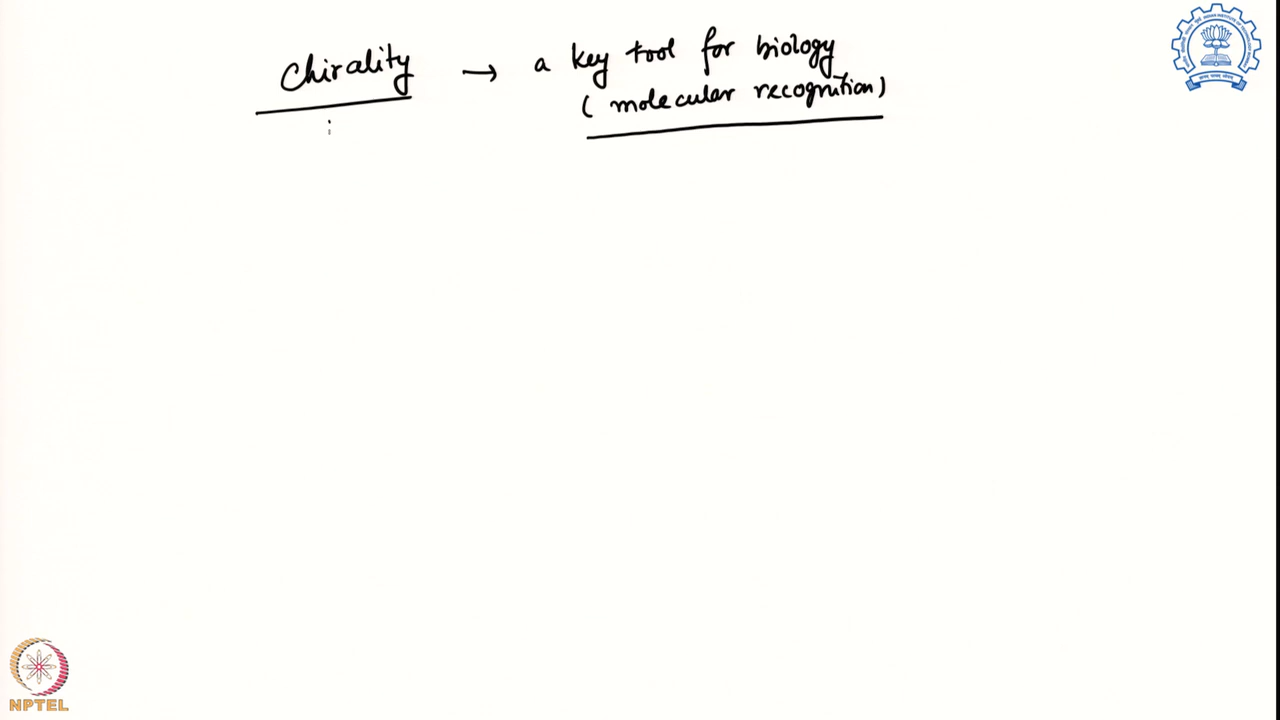 Chirality → a key tool for biology
( molecular recognition )
NPTEL